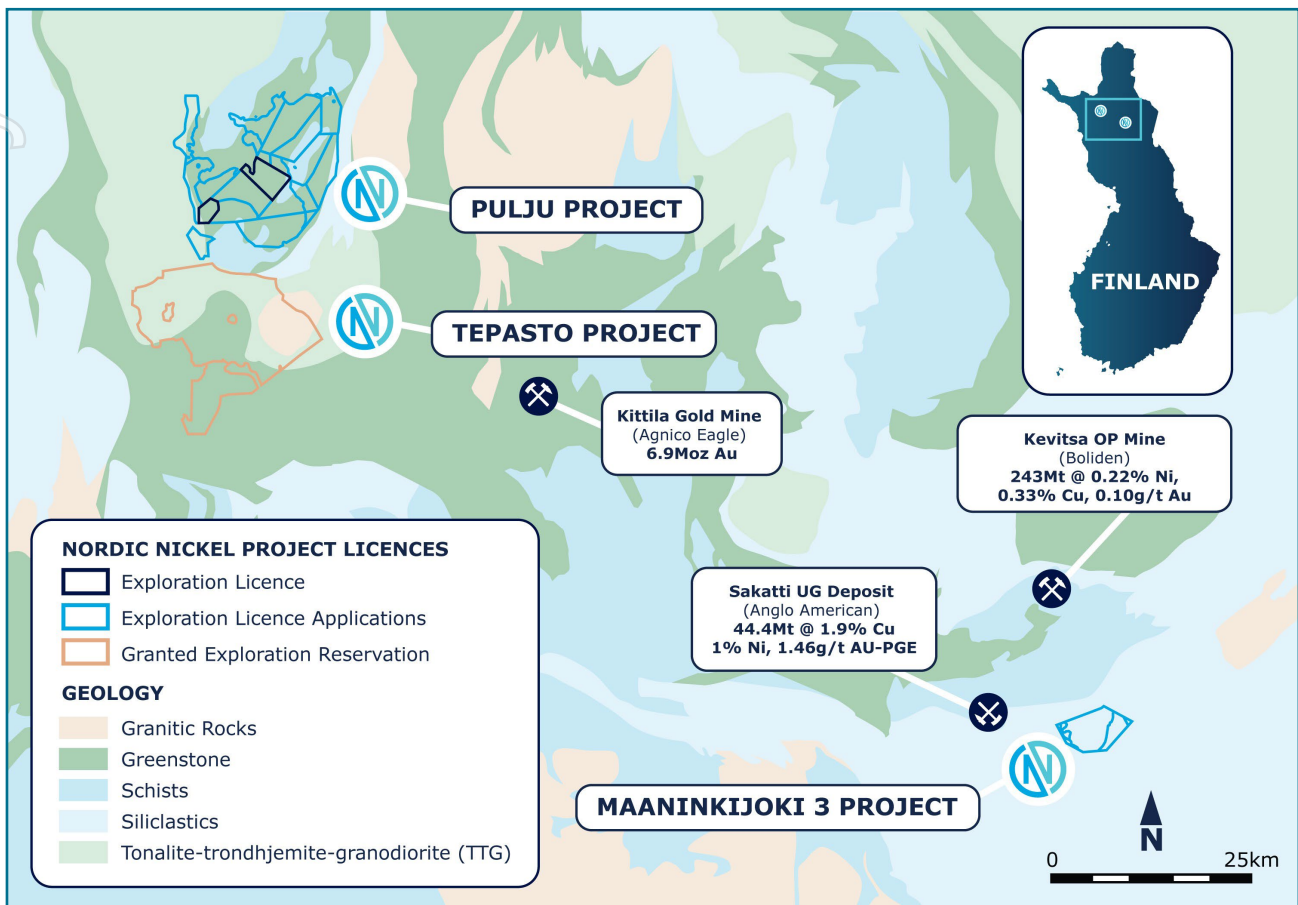 PULJU PROJECT
FINLAND
TEPASTO PROJECT
Kittila Gold Mine
(Agnico Eagle)
6.9Moz Au
Kevitsa OP Mine
(Boliden)
243Mt @ 0.22% Ni,
0.33% Cu, 0.10g/t Au
NORDIC NICKEL PROJECT LICENCES
Exploration Licence
Exploration Licence Applications
Granted Exploration Reservation
GEOLOGY
Granitic Rocks
Greenstone
Schists
Siliclastics
Tonalite-trondhjemite-granodiorite (TTG)
Sakatti UG Deposit
(Anglo American)
44.4Mt @ 1.9% Cu
1% Ni, 1.46g/t AU-PGE
MAANINKIJOKI 3 PROJECT
N
0 25km